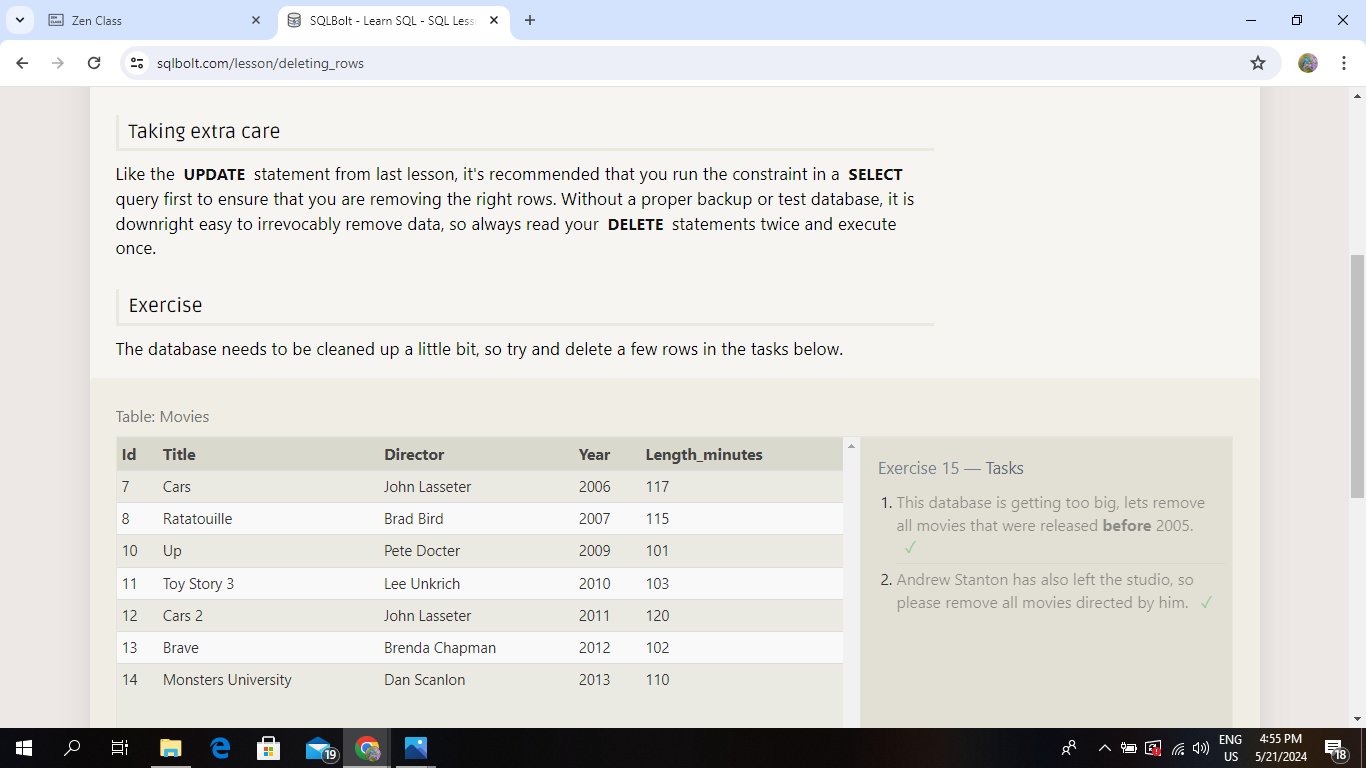 Zen Class
SQLBolt - Learn SQL - SQL Less
sqlbolt.com/lesson/deleting_rows
Taking extra care
Like the UPDATE statement from last lesson, it's recommended that you run the constraint in a SELECT
query first to ensure that you are removing the right rows. Without a proper backup or test database, it is
downright easy to irrevocably remove data, so always read your DELETE statements twice and execute
once.
Exercise
The database needs to be cleaned up a little bit, so try and delete a few rows in the tasks below.
Table: Movies
Id Title Director Year Length_minutes
7 Cars John Lasseter 2006 117
8 Ratatouille Brad Bird 2007 115
10 Up Pete Docter 2009 101
11 Toy Story 3 Lee Unkrich 2010 103
12 Cars 2 John Lasseter 2011 120
13 Brave Brenda Chapman 2012 102
14 Monsters University Dan Scanlon 2013 110
Exercise 15 — Tasks
1. This database is getting too big, lets remove
all movies that were released before 2005.
✓
2. Andrew Stanton has also left the studio, so
please remove all movies directed by him. ✓
19
ENG
US
4:55 PM
5/21/2024
18